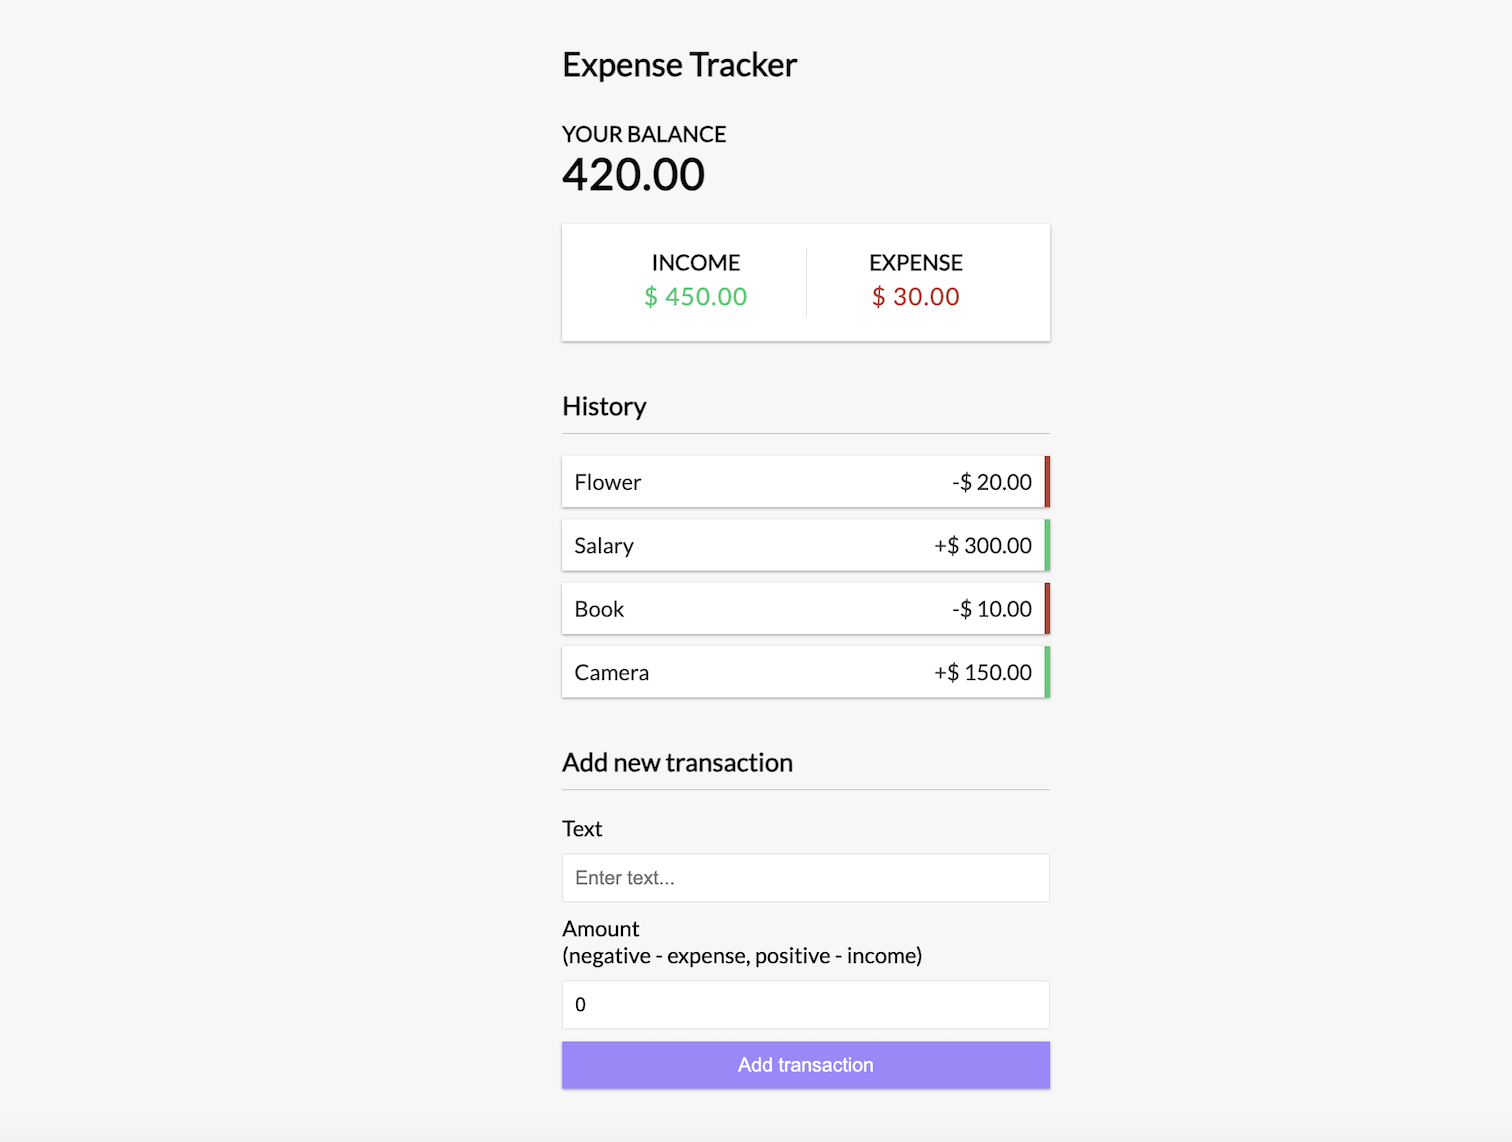 Expense Tracker
YOUR BALANCE
420.00
INCOME
EXPENSE
$ 450.00
$ 30.00
History
Flower -$ 20.00
Salary +$ 300.00
Book -$ 10.00
Camera +$ 150.00
Add new transaction
Text
Enter text...
Amount
(negative - expense, positive - income)
0
Add transaction